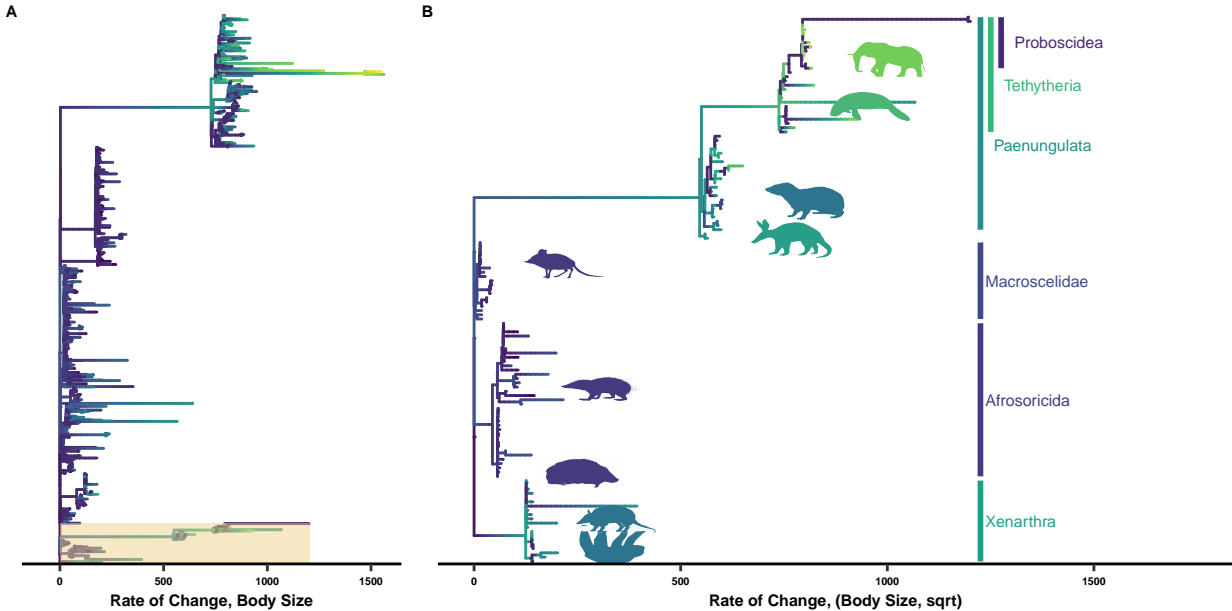 A
B
Proboscidea
Tethytheria
Paenungulata
Macroscelidae
Afrosoricida
Xenarthra
0 500 1000 1500
0 500 1000 1500
Rate of Change, Body Size
Rate of Change, (Body Size, sqrt)